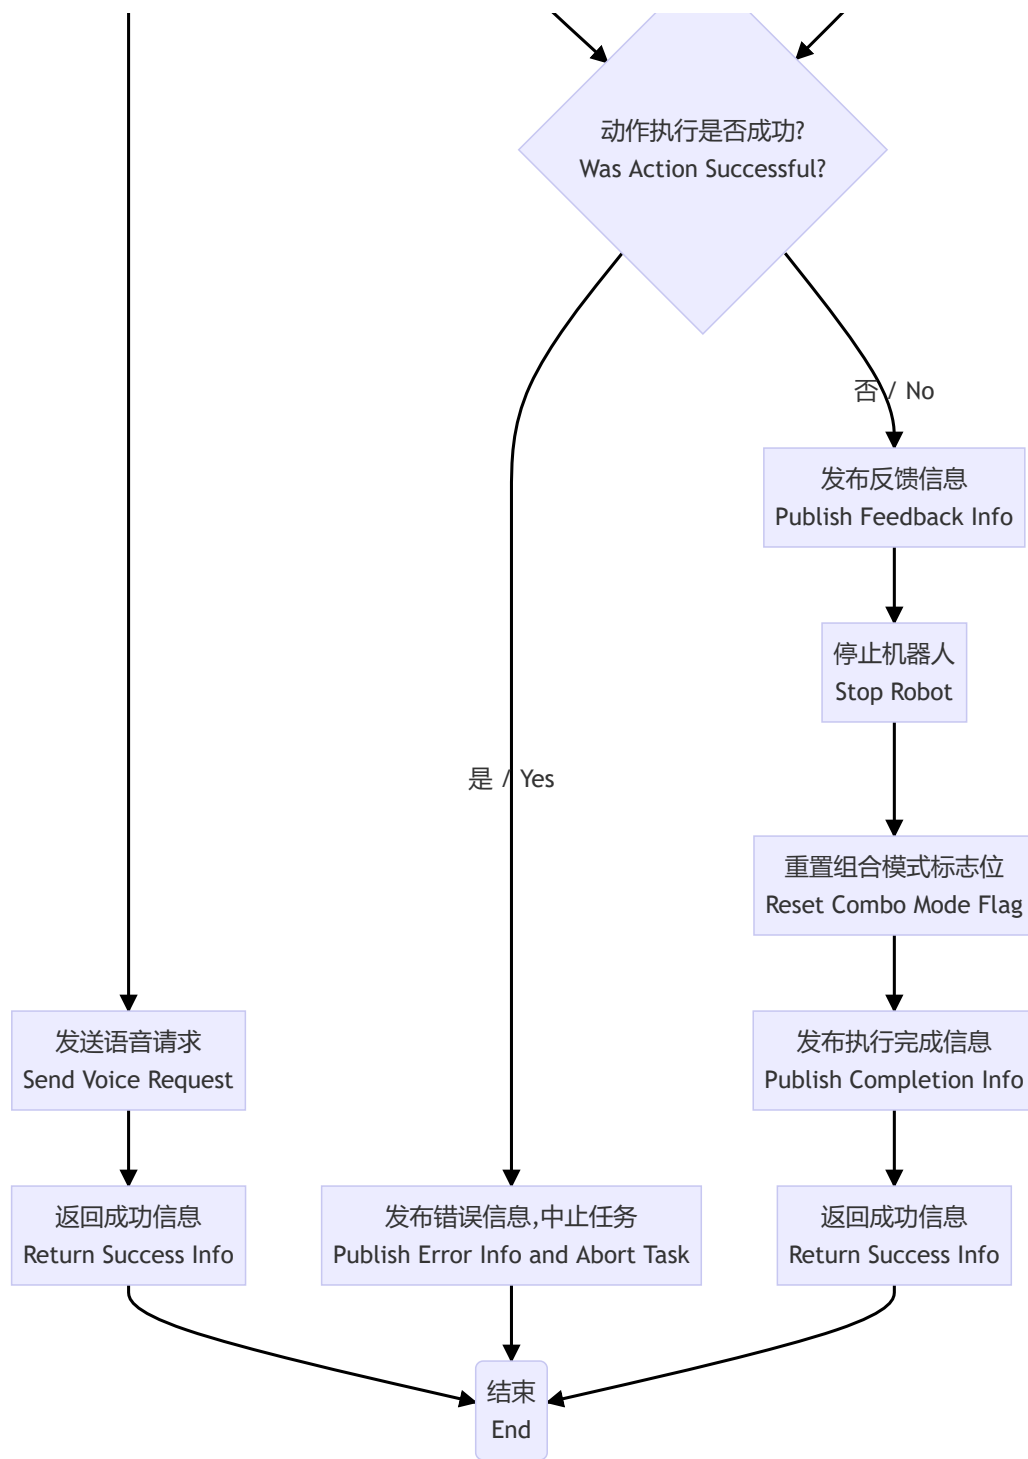 动作执行是否成功?
Was Action Successful?
否 / No
发布反馈信息
Publish Feedback Info
停止机器人
Stop Robot
是 / Yes
重置组合模式标志位
Reset Combo Mode Flag
发送语音请求
Send Voice Request
发布执行完成信息
Publish Completion Info
返回成功信息
Return Success Info
发布错误信息,中止任务
Publish Error Info and Abort Task
返回成功信息
Return Success Info
结束
End